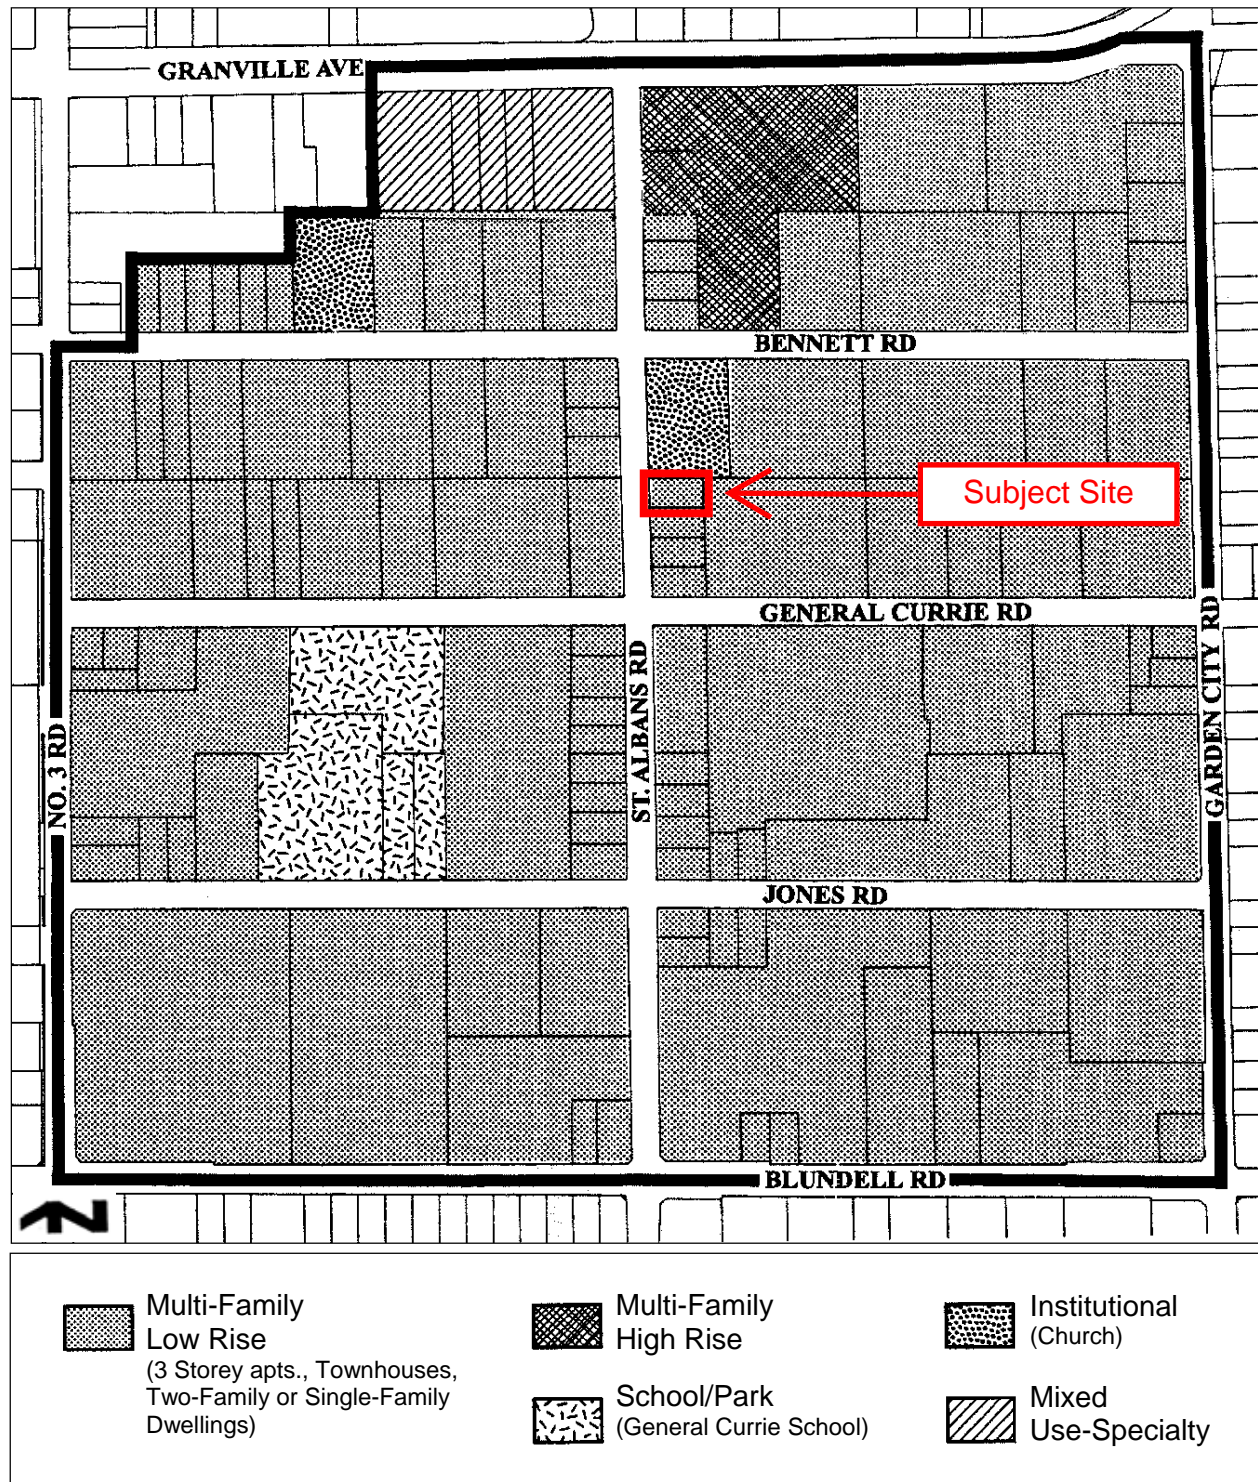 GRANVILLE AVE
BENNETT RD
Subject Site
GENERAL CURRIE RD
ST. ALBANS RD
NO. 3 RD
GARDEN CITY RD
JONES RD
BLUNDELL RD
N
Multi-Family
Low Rise
(3 Storey apts., Townhouses,
Two-Family or Single-Family
Dwellings)
Multi-Family
High Rise
School/Park
(General Currie School)
Institutional
(Church)
Mixed
Use-Specialty